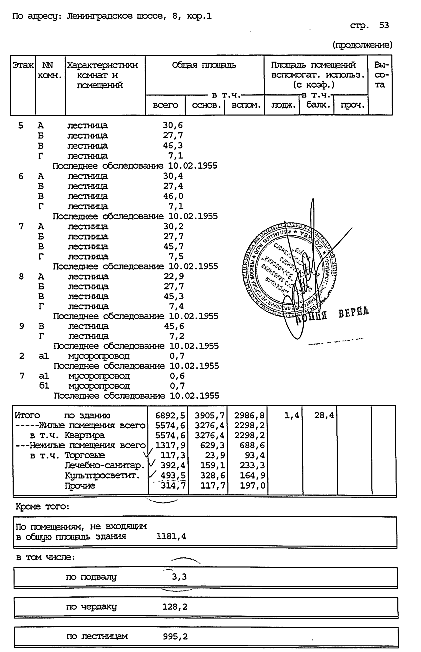 По адресу: Ленинградское шоссе, 8, кор.1
стр. 53
(продолжение)
Этаж NN комн. Характеристики комнат и помещений Общая площадь Площадь помещений вспомогат. использ. (с коэф.) Вы-со-та
в т.ч. в т.ч.
всего основ. вспом. лодж. балк. проч.
5 А лестница 30,6
Б лестница 27,7
В лестница 46,3
Г лестница 7,1
Последнее обследование 10.02.1955
6 А лестница 30,4
Б лестница 27,4
В лестница 46,0
Г лестница 7,1
Последнее обследование 10.02.1955
7 А лестница 30,2
Б лестница 27,7
В лестница 45,7
Г лестница 7,5
Последнее обследование 10.02.1955
8 А лестница 22,9
Б лестница 27,7
В лестница 45,3
Г лестница 7,4
Последнее обследование 10.02.1955
9 В лестница 45,6
Г лестница 7,2
Последнее обследование 10.02.1955
2 а1 мусоропровод 0,7
Последнее обследование 10.02.1955
7 а1 мусоропровод 0,6
б1 мусоропровод 0,7
Последнее обследование 10.02.1955
КОПИЯ ВЕРНА
Итого по зданию 6892,5 3905,7 2986,8 1,4 28,4
-----Жилые помещения всего 5574,6 3276,4 2298,2
в т.ч. Квартира 5574,6 3276,4 2298,2
---Нежилые помещения всего 1317,9 629,3 688,6
в т.ч. Торговые 117,3 23,9 93,4
Лечебно-санитар. 392,4 159,1 233,3
Культпросветит. 493,5 328,6 164,9
Прочие 314,7 117,7 197,0
Кроме того:
По помещениям, не входящим
в общую площадь здания 1181,4
в том числе:
по подвалу 3,3
по чердаку 128,2
по лестницам 995,2